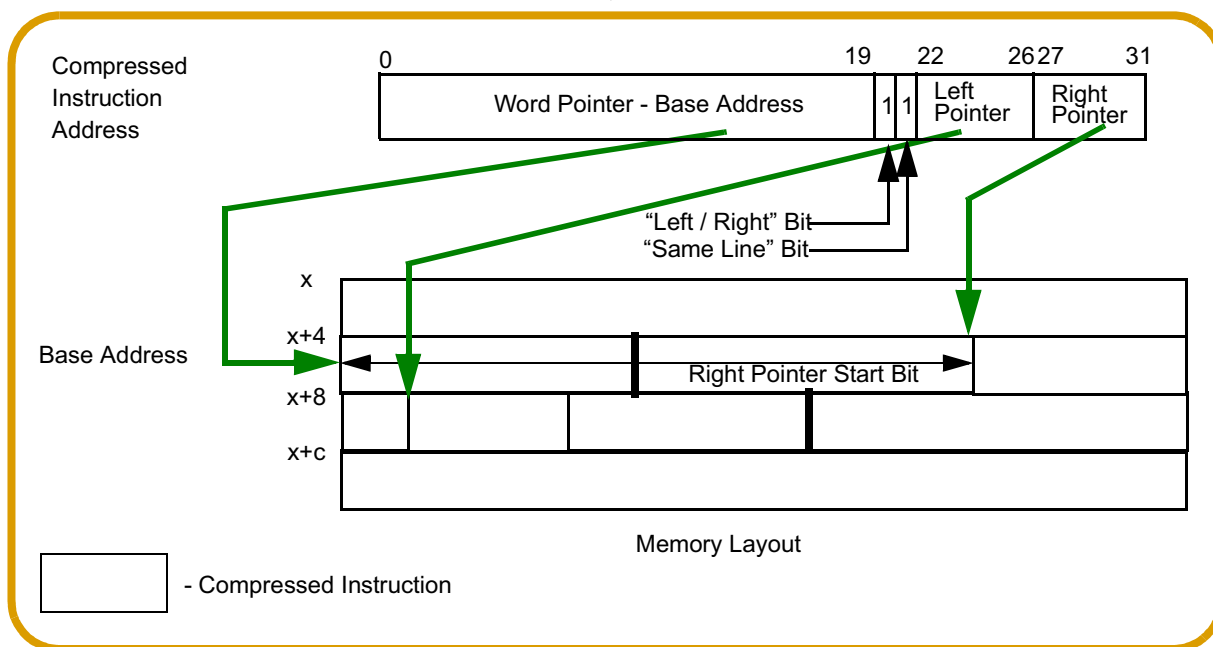 Compressed
Instruction
Address
0 19 22 26 27 31
Word Pointer - Base Address 1 1 Left Pointer Right Pointer
“Left / Right” Bit
“Same Line” Bit
x
x+4
Base Address
Right Pointer Start Bit
x+8
x+c
Memory Layout
- Compressed Instruction